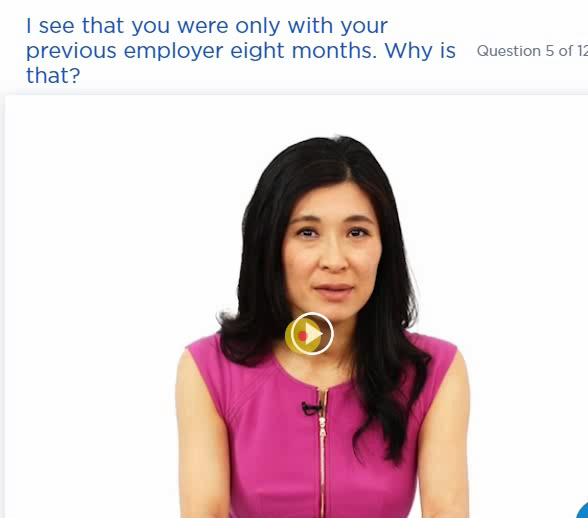 I see that you were only with your
previous employer eight months. Why is
that?
Question 5 of 12